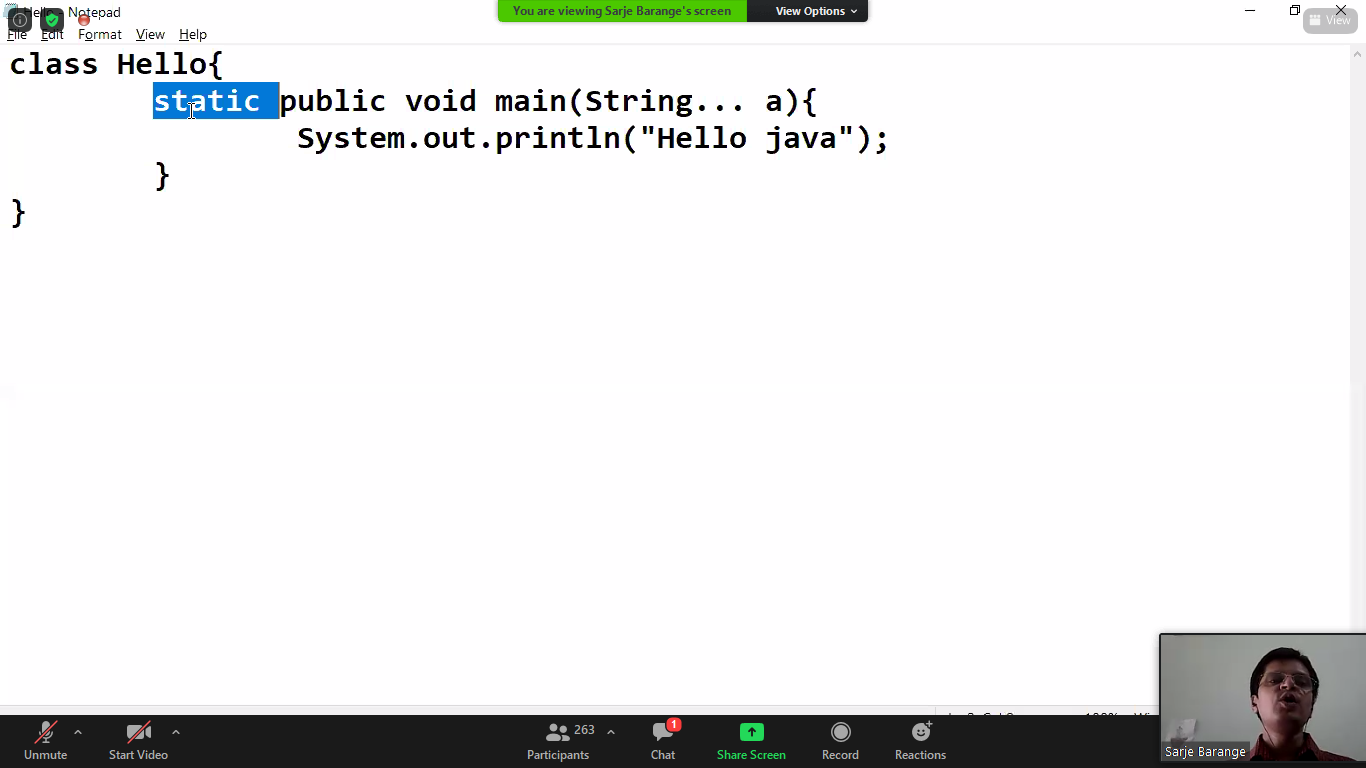 Hello - Notepad
You are viewing Sarje Barange's screen
View Options
View
File Edit Format View Help
class Hello{
static public void main(String... a){
System.out.println("Hello java");
}
}
Unmute
Start Video
263
Participants
1
Chat
Share Screen
Record
Reactions
Sarje Barange